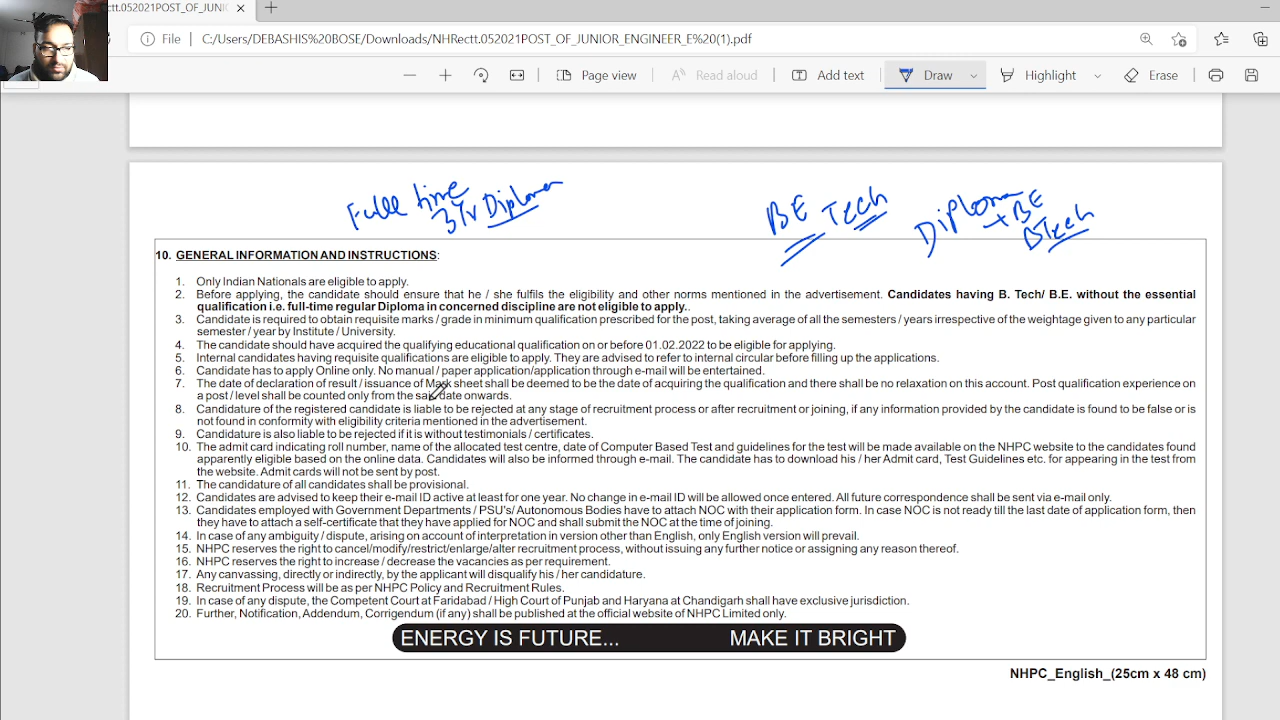 ctt.052021POST_OF_JUNIO
File C:/Users/DEBASHIS%20BOSE/Downloads/NHRectt.052021POST_OF_JUNIOR_ENGINEER_E%20(1).pdf
Page view Read aloud Add text Draw Highlight Erase
Full time
3Yr Diploma
BE Tech
Diploma
+ BE
BTech
10. GENERAL INFORMATION AND INSTRUCTIONS:
1. Only Indian Nationals are eligible to apply.
2. Before applying, the candidate should ensure that he / she fulfils the eligibility and other norms mentioned in the advertisement. Candidates having B. Tech/ B.E. without the essential
qualification i.e. full-time regular Diploma in concerned discipline are not eligible to apply..
3. Candidate is required to obtain requisite marks / grade in minimum qualification prescribed for the post, taking average of all the semesters / years irrespective of the weightage given to any particular
semester / year by Institute / University.
4. The candidate should have acquired the qualifying educational qualification on or before 01.02.2022 to be eligible for applying.
5. Internal candidates having requisite qualifications are eligible to apply. They are advised to refer to internal circular before filling up the applications.
6. Candidate has to apply Online only. No manual / paper application/application through e-mail will be entertained.
7. The date of declaration of result / issuance of Mark sheet shall be deemed to be the date of acquiring the qualification and there shall be no relaxation on this account. Post qualification experience on
a post / level shall be counted only from the said date onwards.
8. Candidature of the registered candidate is liable to be rejected at any stage of recruitment process or after recruitment or joining, if any information provided by the candidate is found to be false or is
not found in conformity with eligibility criteria mentioned in the advertisement.
9. Candidature is also liable to be rejected if it is without testimonials / certificates.
10. The admit card indicating roll number, name of the allocated test centre, date of Computer Based Test and guidelines for the test will be made available on the NHPC website to the candidates found
apparently eligible based on the online data. Candidates will also be informed through e-mail. The candidate has to download his / her Admit card, Test Guidelines etc. for appearing in the test from
the website. Admit cards will not be sent by post.
11. The candidature of all candidates shall be provisional.
12. Candidates are advised to keep their e-mail ID active at least for one year. No change in e-mail ID will be allowed once entered. All future correspondence shall be sent via e-mail only.
13. Candidates employed with Government Departments / PSU's/ Autonomous Bodies have to attach NOC with their application form. In case NOC is not ready till the last date of application form, then
they have to attach a self-certificate that they have applied for NOC and shall submit the NOC at the time of joining.
14. In case of any ambiguity / dispute, arising on account of interpretation in version other than English, only English version will prevail.
15. NHPC reserves the right to cancel/modify/restrict/enlarge/alter recruitment process, without issuing any further notice or assigning any reason thereof.
16. NHPC reserves the right to increase / decrease the vacancies as per requirement.
17. Any canvassing, directly or indirectly, by the applicant will disqualify his / her candidature.
18. Recruitment Process will be as per NHPC Policy and Recruitment Rules.
19. In case of any dispute, the Competent Court at Faridabad / High Court of Punjab and Haryana at Chandigarh shall have exclusive jurisdiction.
20. Further, Notification, Addendum, Corrigendum (if any) shall be published at the official website of NHPC Limited only.
ENERGY IS FUTURE... MAKE IT BRIGHT
NHPC_English_(25cm x 48 cm)